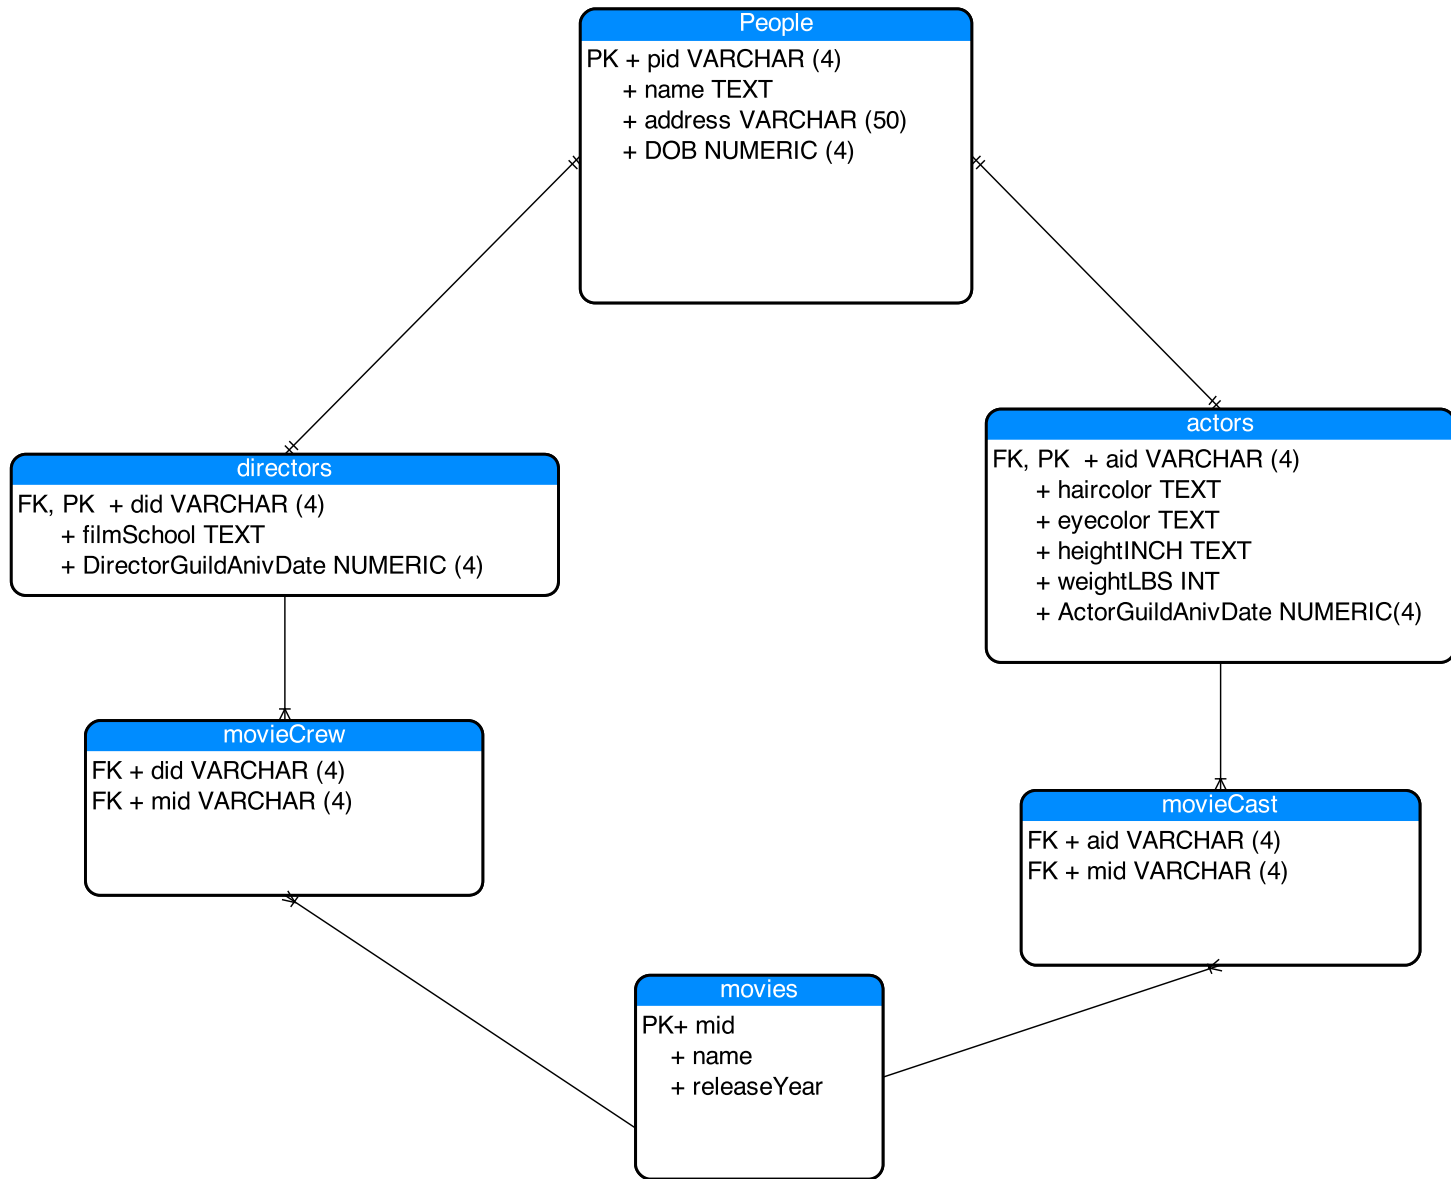 People
PK + pid VARCHAR (4)
+ name TEXT
+ address VARCHAR (50)
+ DOB NUMERIC (4)
directors
FK, PK + did VARCHAR (4)
+ filmSchool TEXT
+ DirectorGuildAnivDate NUMERIC (4)
actors
FK, PK + aid VARCHAR (4)
+ haircolor TEXT
+ eyecolor TEXT
+ heightINCH TEXT
+ weightLBS INT
+ ActorGuildAnivDate NUMERIC(4)
movieCrew
FK + did VARCHAR (4)
FK + mid VARCHAR (4)
movieCast
FK + aid VARCHAR (4)
FK + mid VARCHAR (4)
movies
PK+ mid
+ name
+ releaseYear